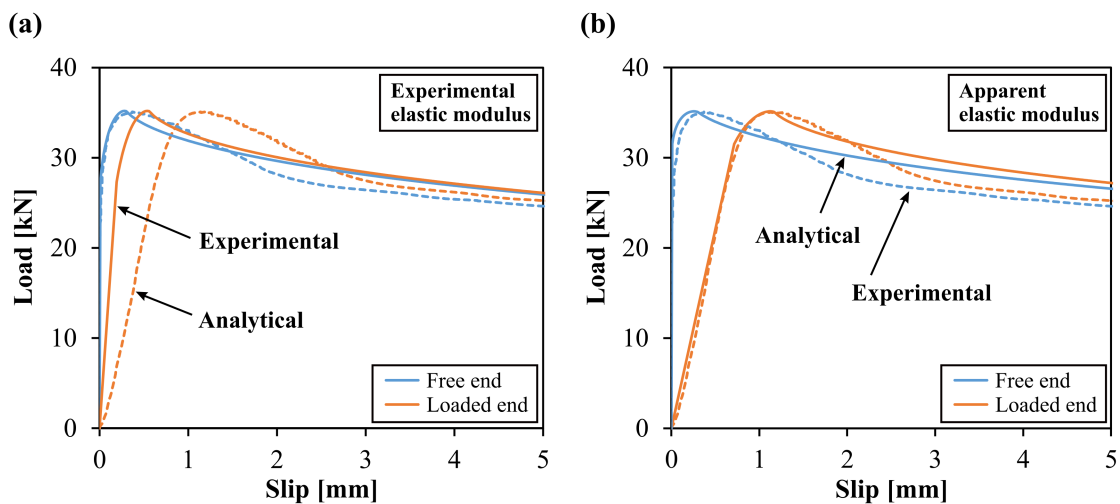 (a)
40
30
20
10
0
Load [kN]
Experimental
elastic modulus
Experimental
Analytical
Free end
Loaded end
0 1 2 3 4 5
Slip [mm]
(b)
40
30
20
10
0
Load [kN]
Apparent
elastic modulus
Analytical
Experimental
Free end
Loaded end
0 1 2 3 4 5
Slip [mm]